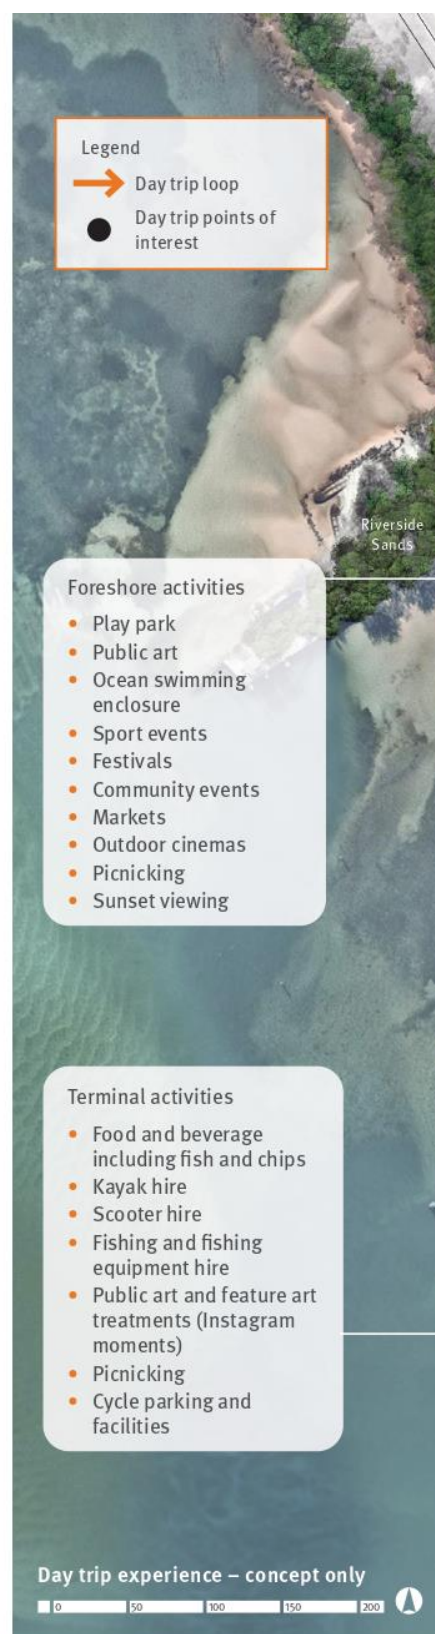 Legend
Day trip loop
Day trip points of
interest
Riverside
Sands
Foreshore activities
• Play park
• Public art
• Ocean swimming
enclosure
• Sport events
• Festivals
• Community events
• Markets
• Outdoor cinemas
• Picnicking
• Sunset viewing
Terminal activities
• Food and beverage
including fish and chips
• Kayak hire
• Scooter hire
• Fishing and fishing
equipment hire
• Public art and feature art
treatments (Instagram
moments)
• Picnicking
• Cycle parking and
facilities
Day trip experience – concept only
0 50 100 150 200